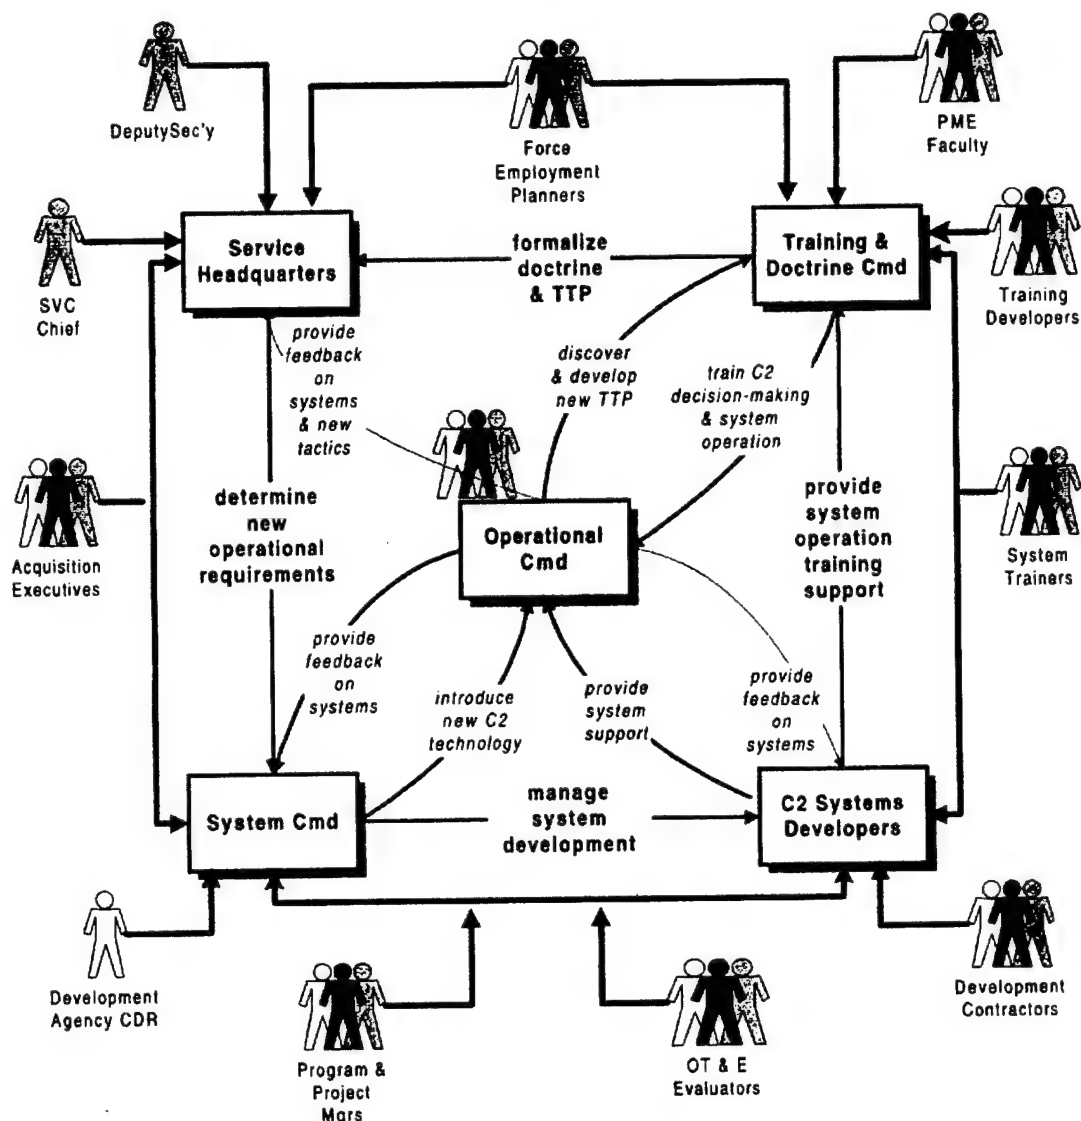 DeputySec'y
Force
Employment
Planners
PME
Faculty
SVC
Chief
Service
Headquarters
formalize
doctrine
& TTP
Training &
Doctrine Cmd
Training
Developers
provide
feedback
on
systems
& new
tactics
discover
& develop
new TTP
train C2
decision-making
& system
operation
Acquisition
Executives
determine
new
operational
requirements
Operational
Cmd
provide
system
operation
training
support
System
Trainers
provide
feedback
on
systems
introduce
new C2
technology
provide
system
support
provide
feedback
on
systems
System Cmd
manage
system
development
C2 Systems
Developers
Development
Agency CDR
Program &
Project
Mgrs
OT & E
Evaluators
Development
Contractors